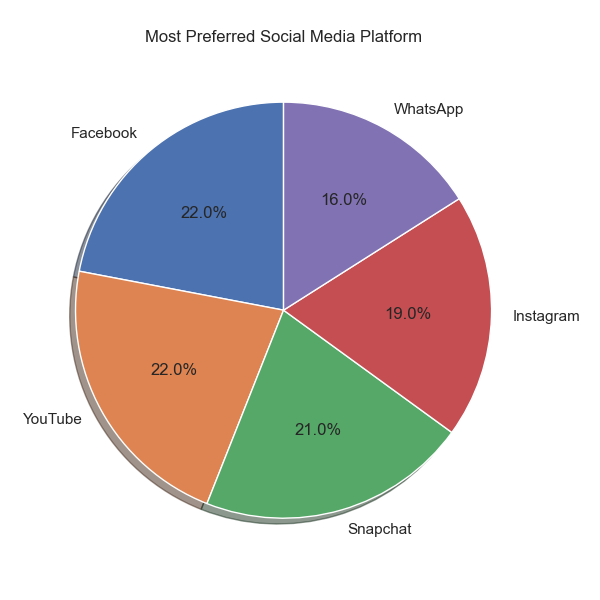 Most Preferred Social Media Platform
WhatsApp
Facebook
16.0%
22.0%
19.0%
Instagram
22.0%
YouTube
21.0%
Snapchat